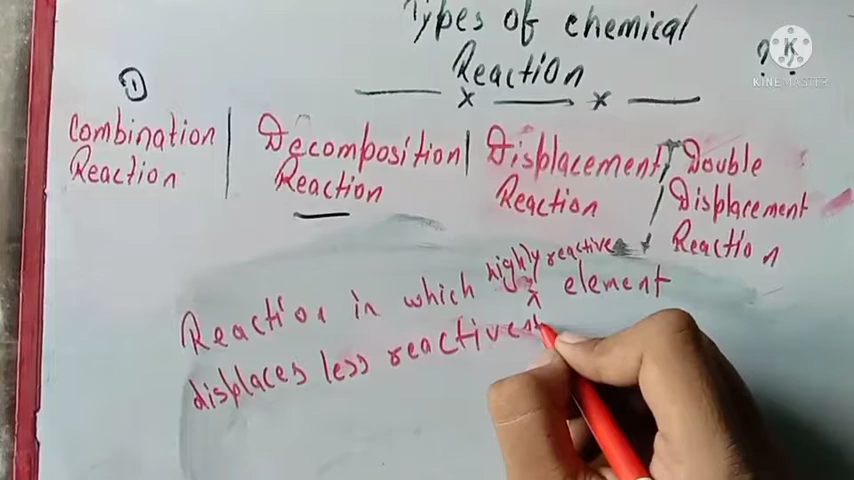 Types of chemical
Reaction ??
x x
①
Combination
Reaction
Decomposition
Reaction
Displacement
Reaction
Double
Displacement
Reaction
Reaction in which highly reactive element
displaces less reactive
K
KINEMASTER